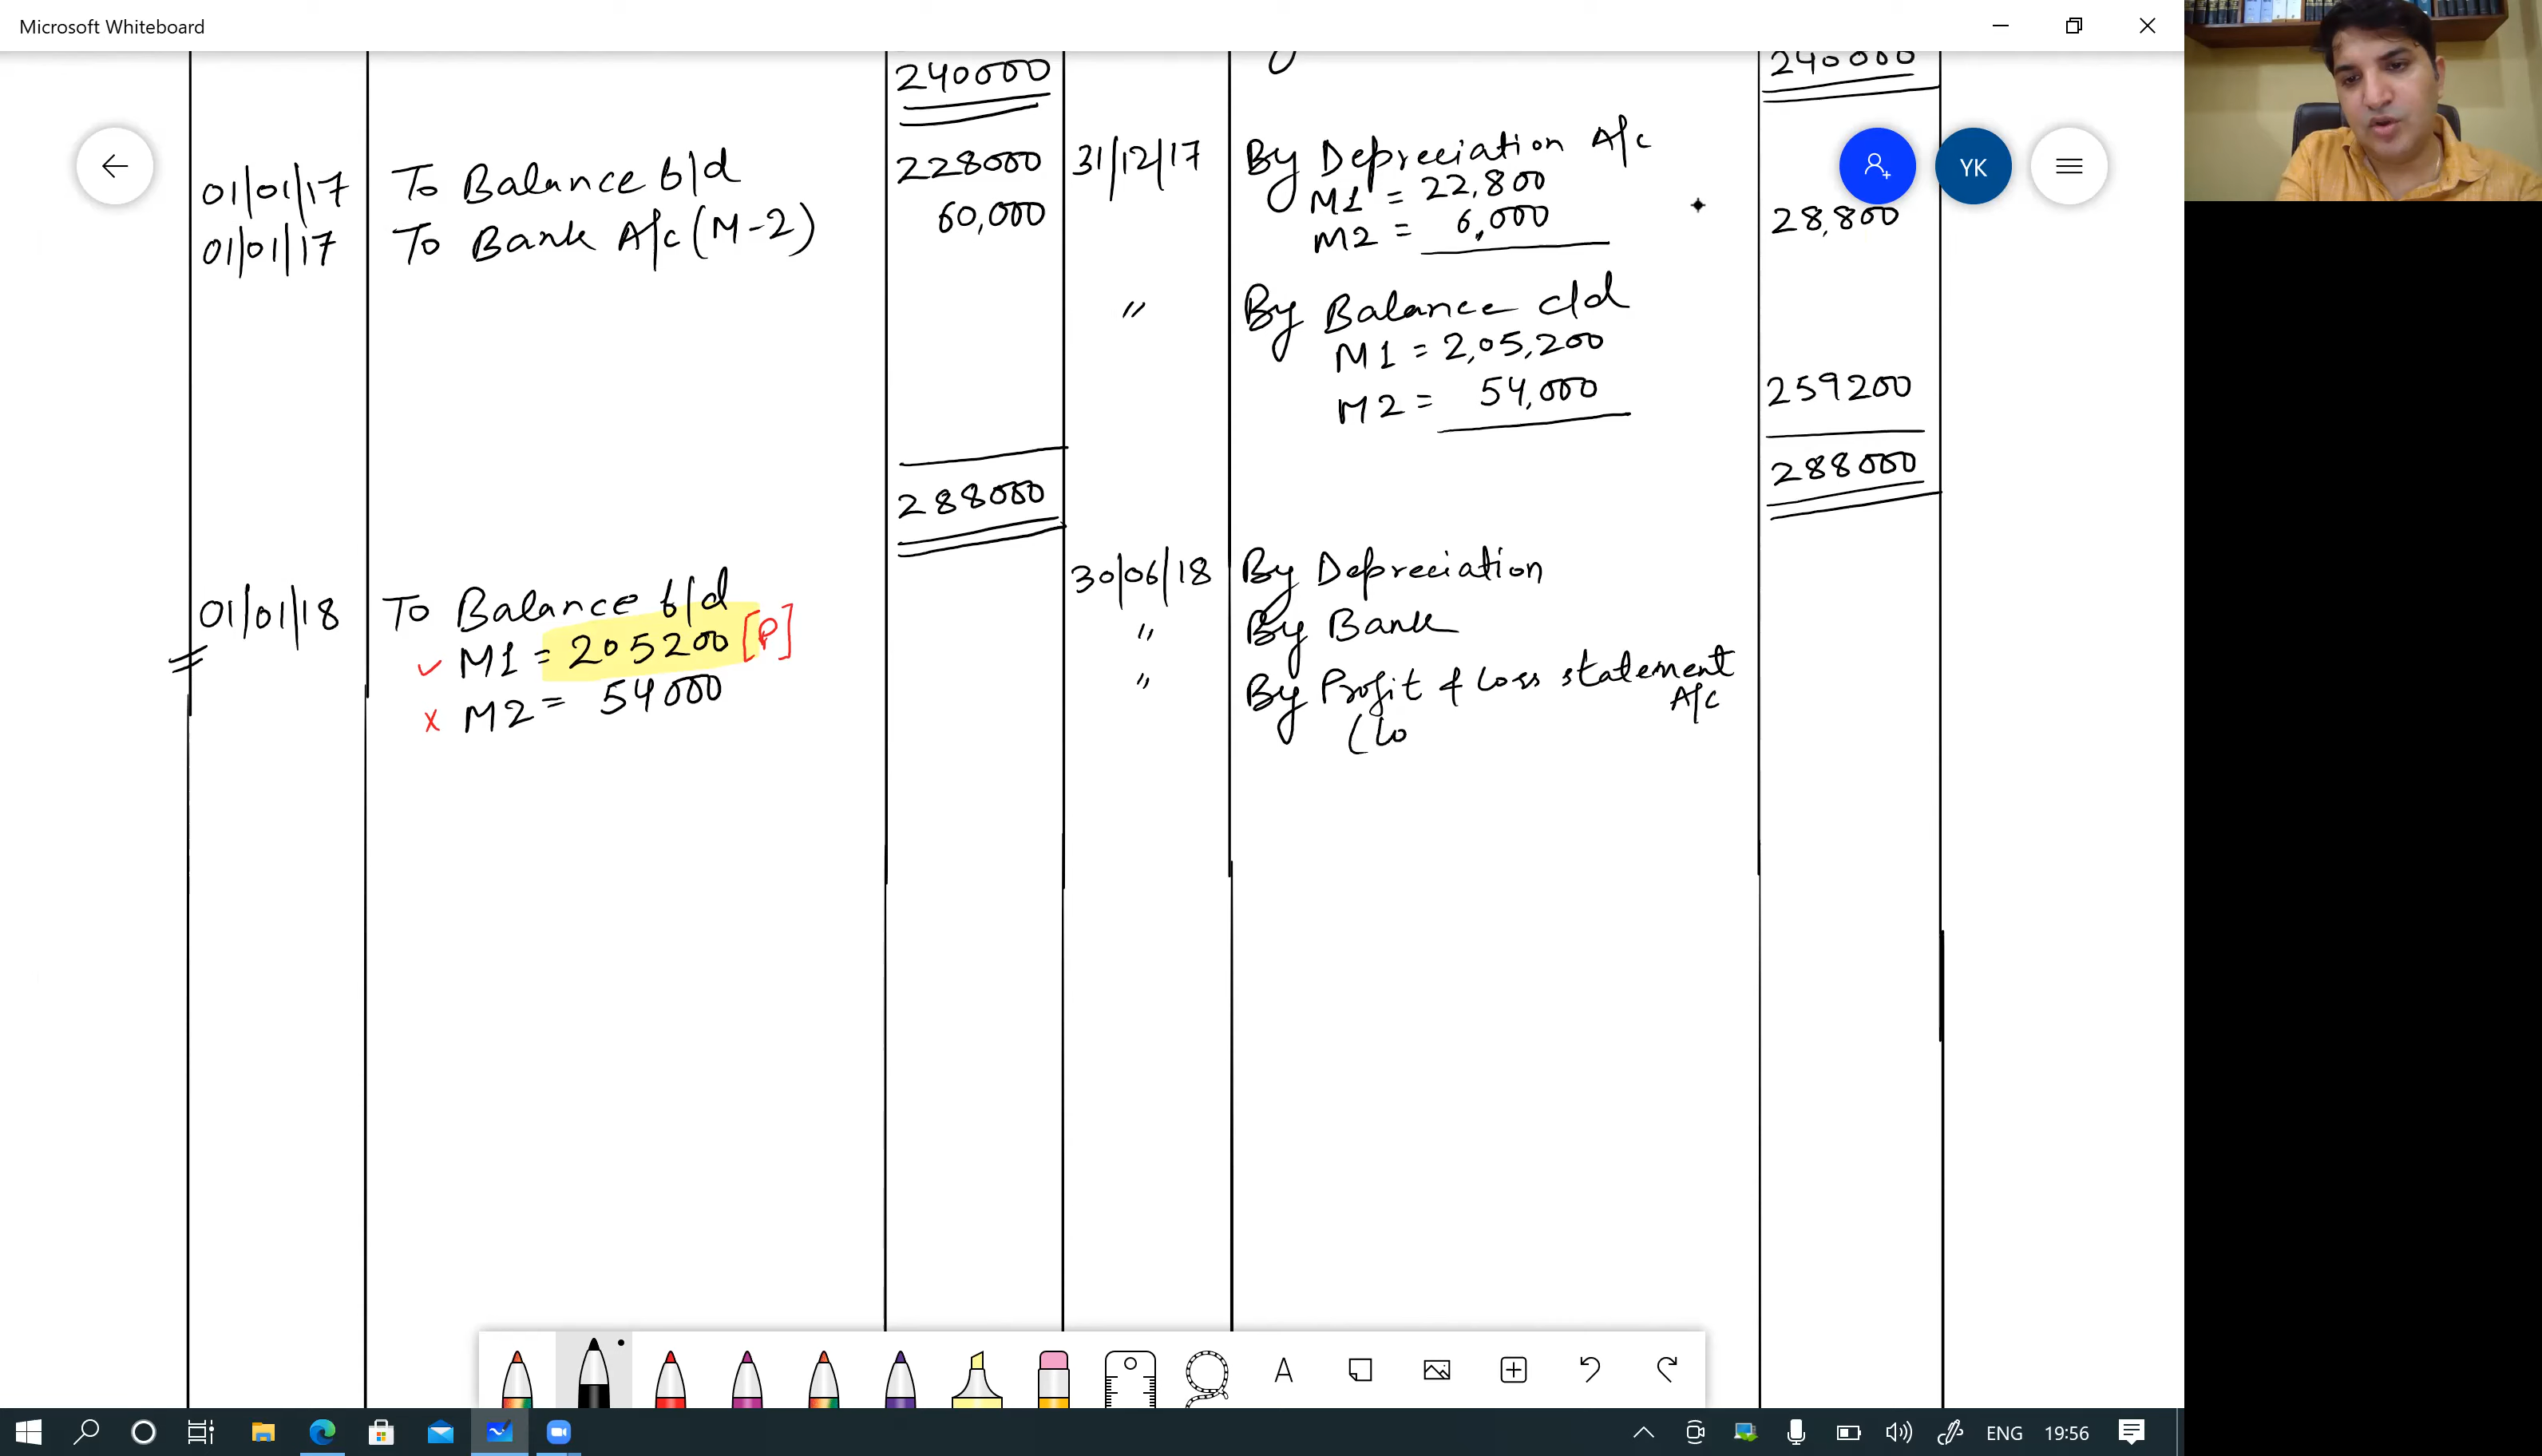 Microsoft Whiteboard
240000
240000
01/01/17 To Balance b/d 228000 31/12/17 By Depreciation A/c
M1 = 22,800
01/01/17 To Bank A/c (M-2) 60,000 M2 = 6,000 28,800
YK
" By Balance c/d
M1 = 2,05,200
M2 = 54,000 259200
288000 288000
30/06/18 By Depreciation
01/01/18 To Balance b/d " By Bank
✓ M1 = 205200 [P] " By Profit & Loss statement A/c
x M2 = 54000 (Lo
A
ENG 19:56